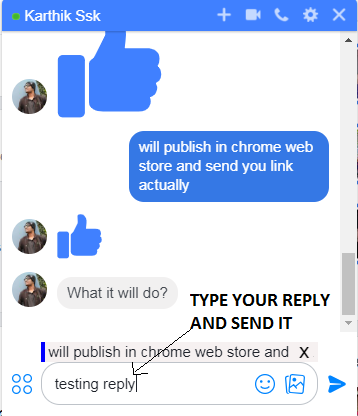 Karthik Ssk
will publish in chrome web
store and send you link
actually
What it will do?
TYPE YOUR REPLY
AND SEND IT
will publish in chrome web store and X
testing reply